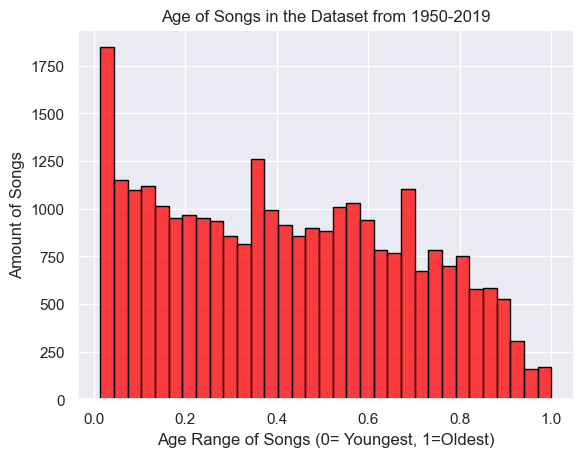 Age of Songs in the Dataset from 1950-2019
Amount of Songs
1750
1500
1250
1000
750
500
250
0
0.0 0.2 0.4 0.6 0.8 1.0
Age Range of Songs (0= Youngest, 1=Oldest)